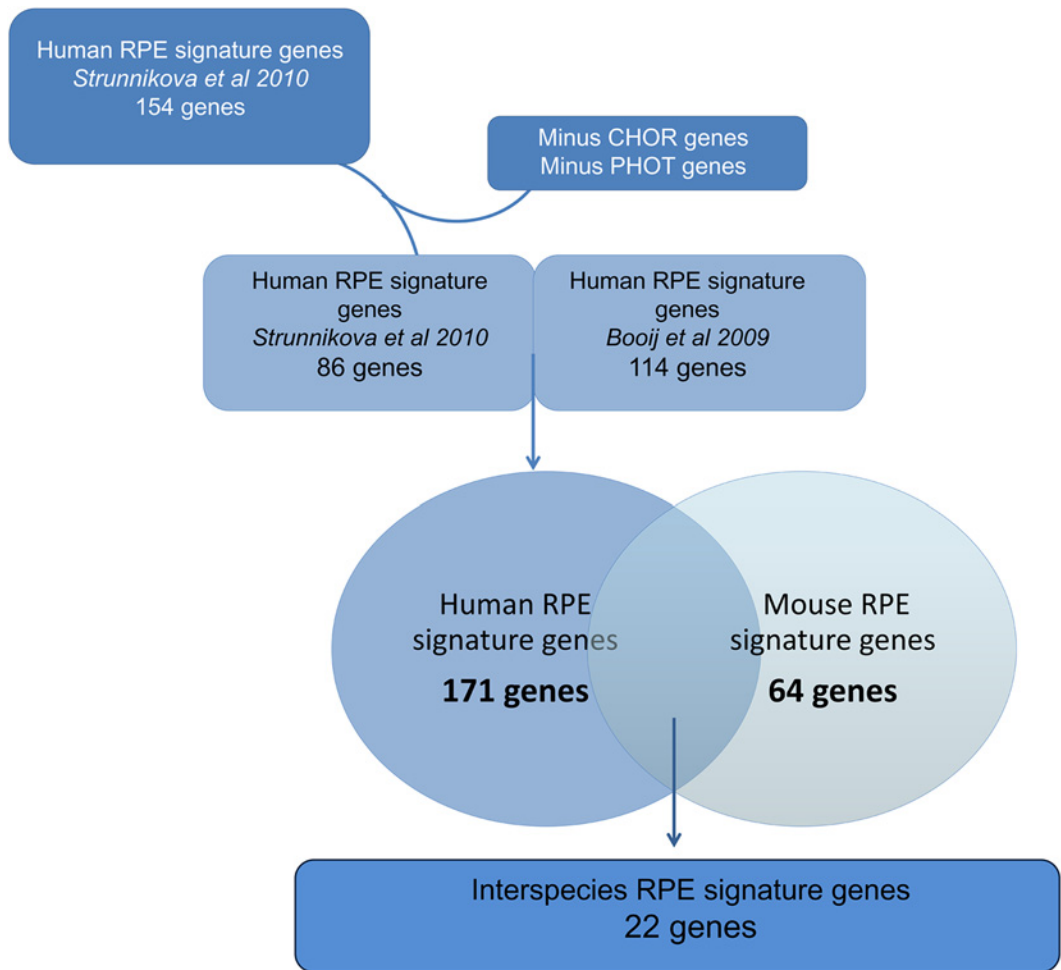 Human RPE signature genes
Strunnikova et al 2010
154 genes
Minus CHOR genes
Minus PHOT genes
Human RPE signature
genes
Strunnikova et al 2010
86 genes
Human RPE signature
genes
Booij et al 2009
114 genes
Human RPE
signature genes
171 genes
Mouse RPE
signature genes
64 genes
Interspecies RPE signature genes
22 genes